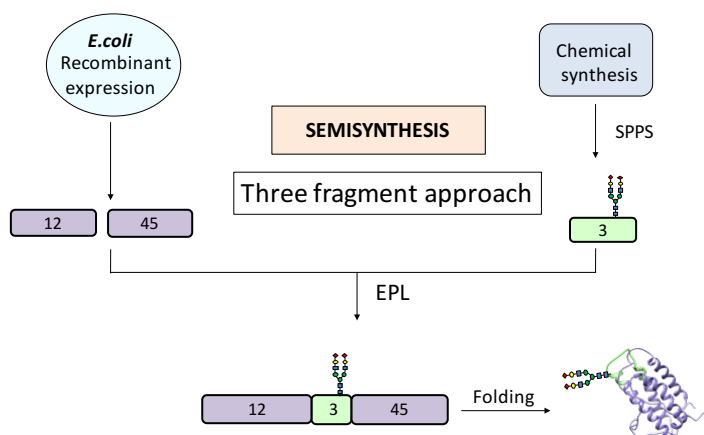 E.coli
Recombinant
expression
Chemical
synthesis
SEMISYNTHESIS
SPPS
Three fragment approach
12
45
3
EPL
12
3
45
Folding